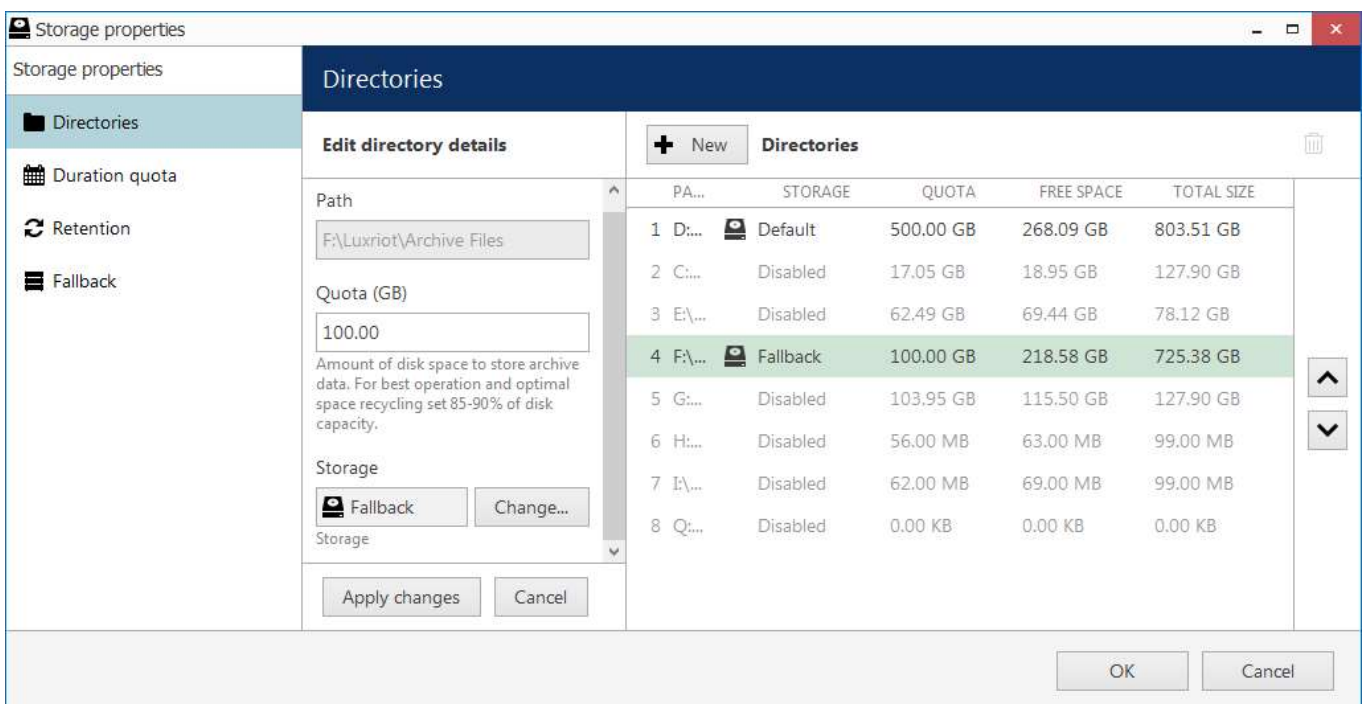 Storage properties
Storage properties
Directories
Duration quota
Retention
Fallback
Directories
Edit directory details
Path
F:\Luxriot\Archive Files
Quota (GB)
100.00
Amount of disk space to store archive
data. For best operation and optimal
space recycling set 85-90% of disk
capacity.
Storage
Fallback Change...
Storage
Apply changes Cancel
New Directories
PA... STORAGE QUOTA FREE SPACE TOTAL SIZE
1 D:... Default 500.00 GB 268.09 GB 803.51 GB
2 C:... Disabled 17.05 GB 18.95 GB 127.90 GB
3 E:\... Disabled 62.49 GB 69.44 GB 78.12 GB
4 F:\... Fallback 100.00 GB 218.58 GB 725.38 GB
5 G:... Disabled 103.95 GB 115.50 GB 127.90 GB
6 H:... Disabled 56.00 MB 63.00 MB 99.00 MB
7 I:\... Disabled 62.00 MB 69.00 MB 99.00 MB
8 Q:... Disabled 0.00 KB 0.00 KB 0.00 KB
OK Cancel